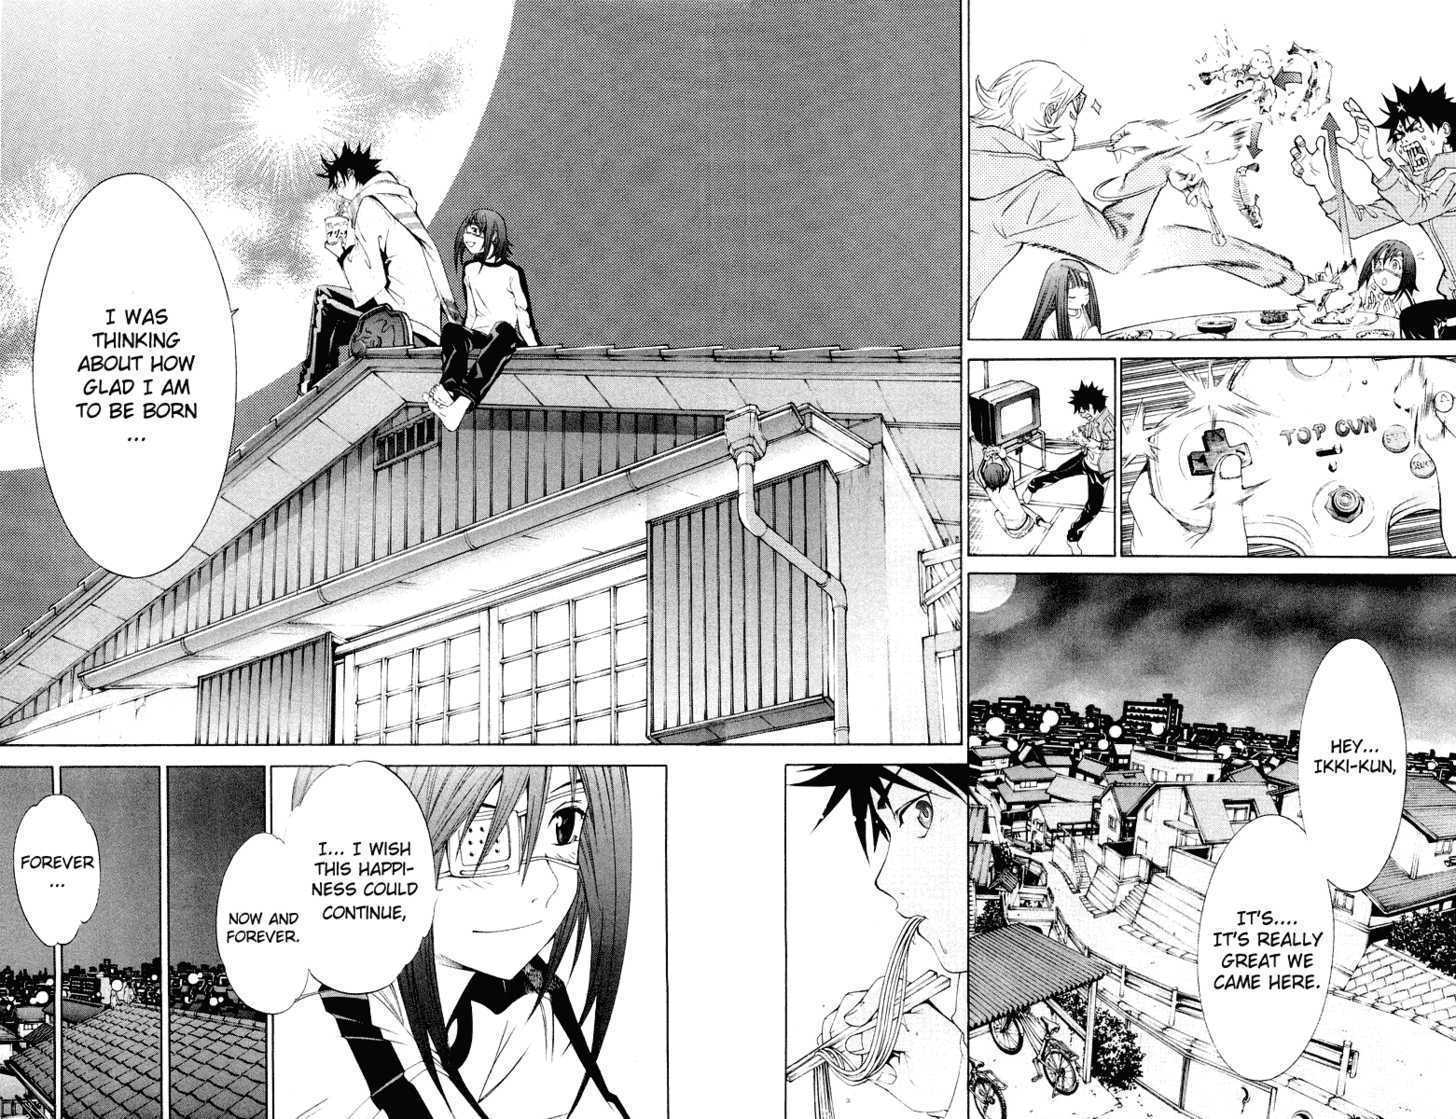 TOP GUN
HEY...
IKKI-KUN,
IT'S....
IT'S REALLY
GREAT WE
CAME HERE.
I WAS
THINKING
ABOUT HOW
GLAD I AM
TO BE BORN
...
I... I WISH
THIS HAPPI-
NESS COULD
CONTINUE,
NOW AND
FOREVER.
FOREVER
...